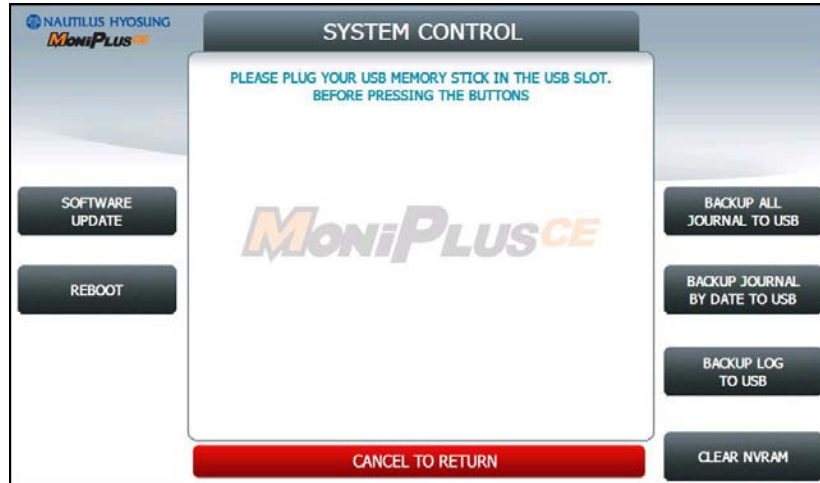 NAUTILUS HYOSUNG
MONIPLUS CE
SYSTEM CONTROL
PLEASE PLUG YOUR USB MEMORY STICK IN THE USB SLOT.
BEFORE PRESSING THE BUTTONS
SOFTWARE
UPDATE
REBOOT
MONIPLUSCE
BACKUP ALL
JOURNAL TO USB
BACKUP JOURNAL
BY DATE TO USB
BACKUP LOG
TO USB
CLEAR NVRAM
CANCEL TO RETURN